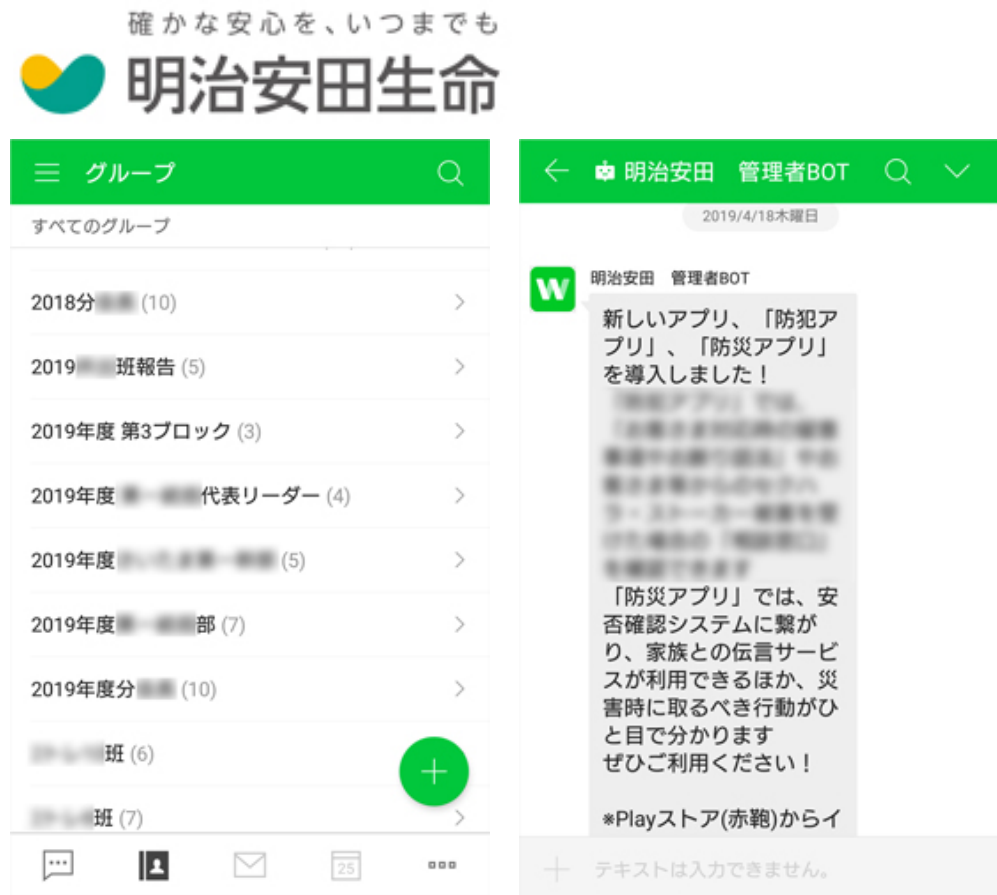 確かな安心を、いつまでも
明治安田生命
グループ
すべてのグループ
2018分 (10)
2019 班報告 (5)
2019年度 第3ブロック (3)
2019年度 代表リーダー (4)
2019年度 (5)
2019年度 部 (7)
2019年度分 (10)
班 (6)
班 (7)
25
明治安田 管理者BOT
2019/4/18木曜日
W
明治安田 管理者BOT
新しいアプリ、「防犯ア
プリ」、「防災アプリ」
を導入しました!
「防災アプリ」では、安
否確認システムに繋が
り、家族との伝言サービ
スが利用できるほか、災
害時に取るべき行動がひ
と目で分かります
ぜひご利用ください!
※Playストア(赤鞄)からイ
テキストは入力できません。